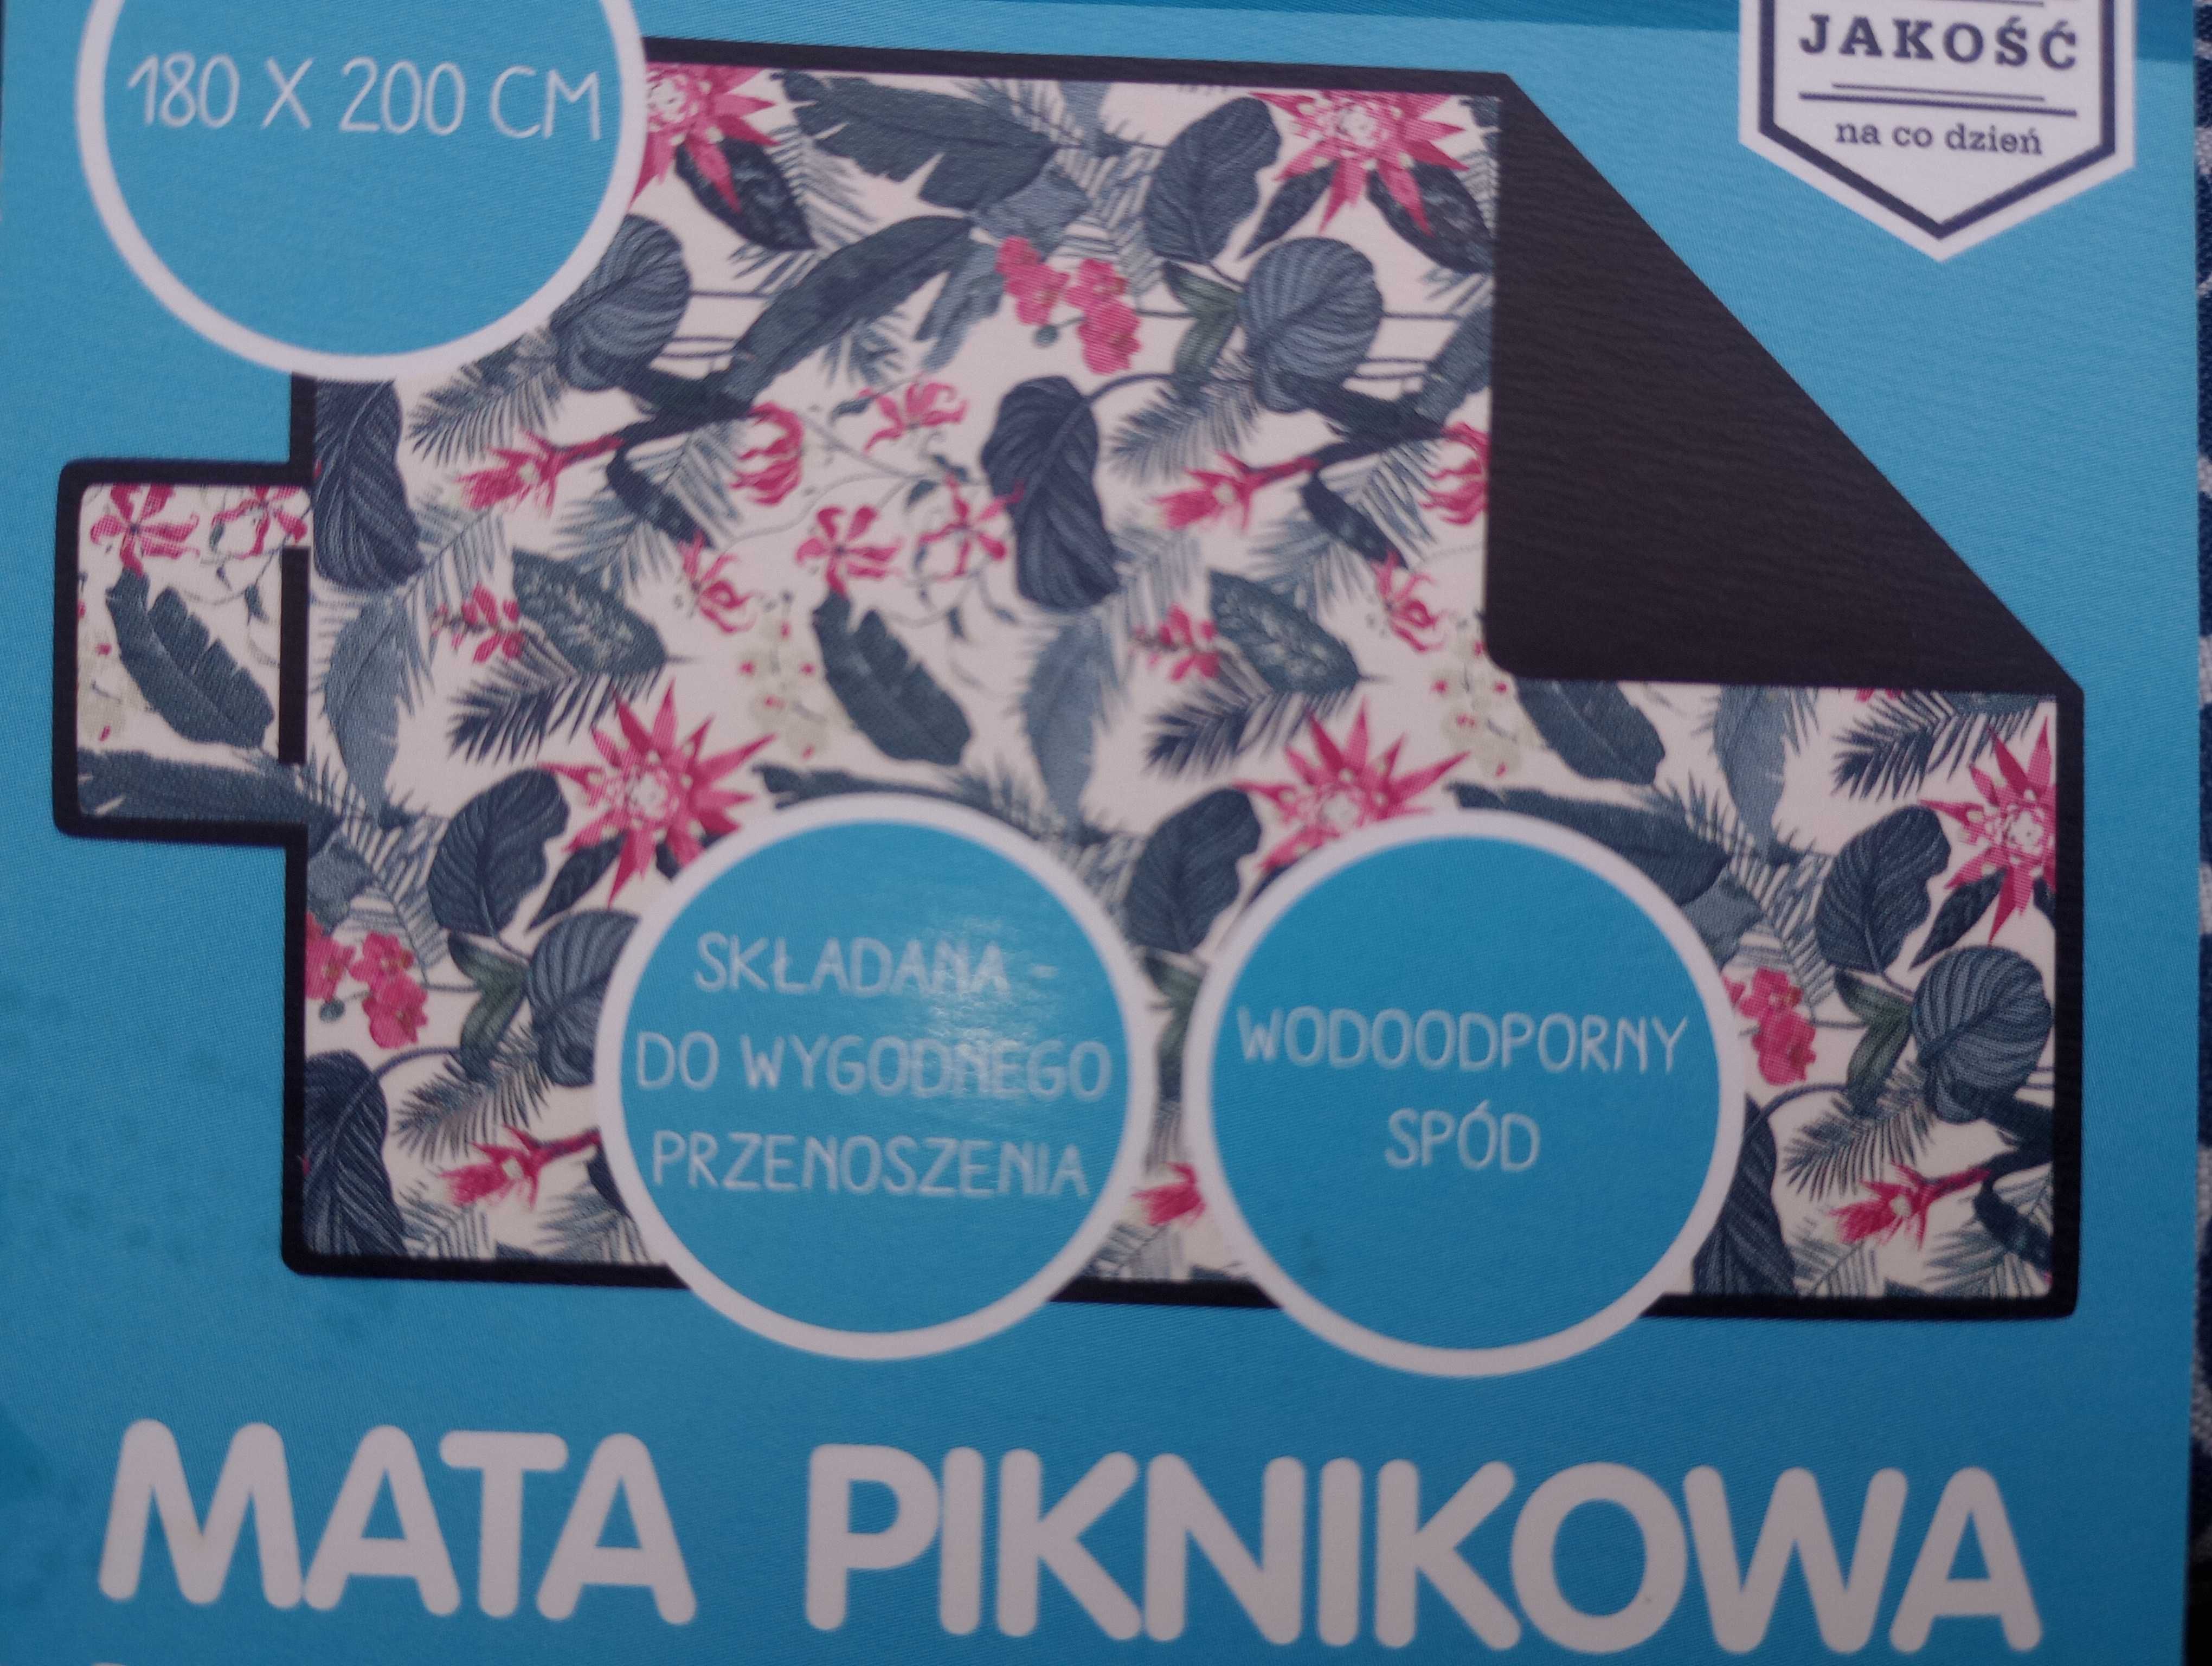 180 X 200 CM
JAKOŚĆ
na co dzień
SKŁADANA -
DO WYGODNEGO
PRZENOSZENIA
WODOODPORNY
SPÓD
MATA PIKNIKOWA